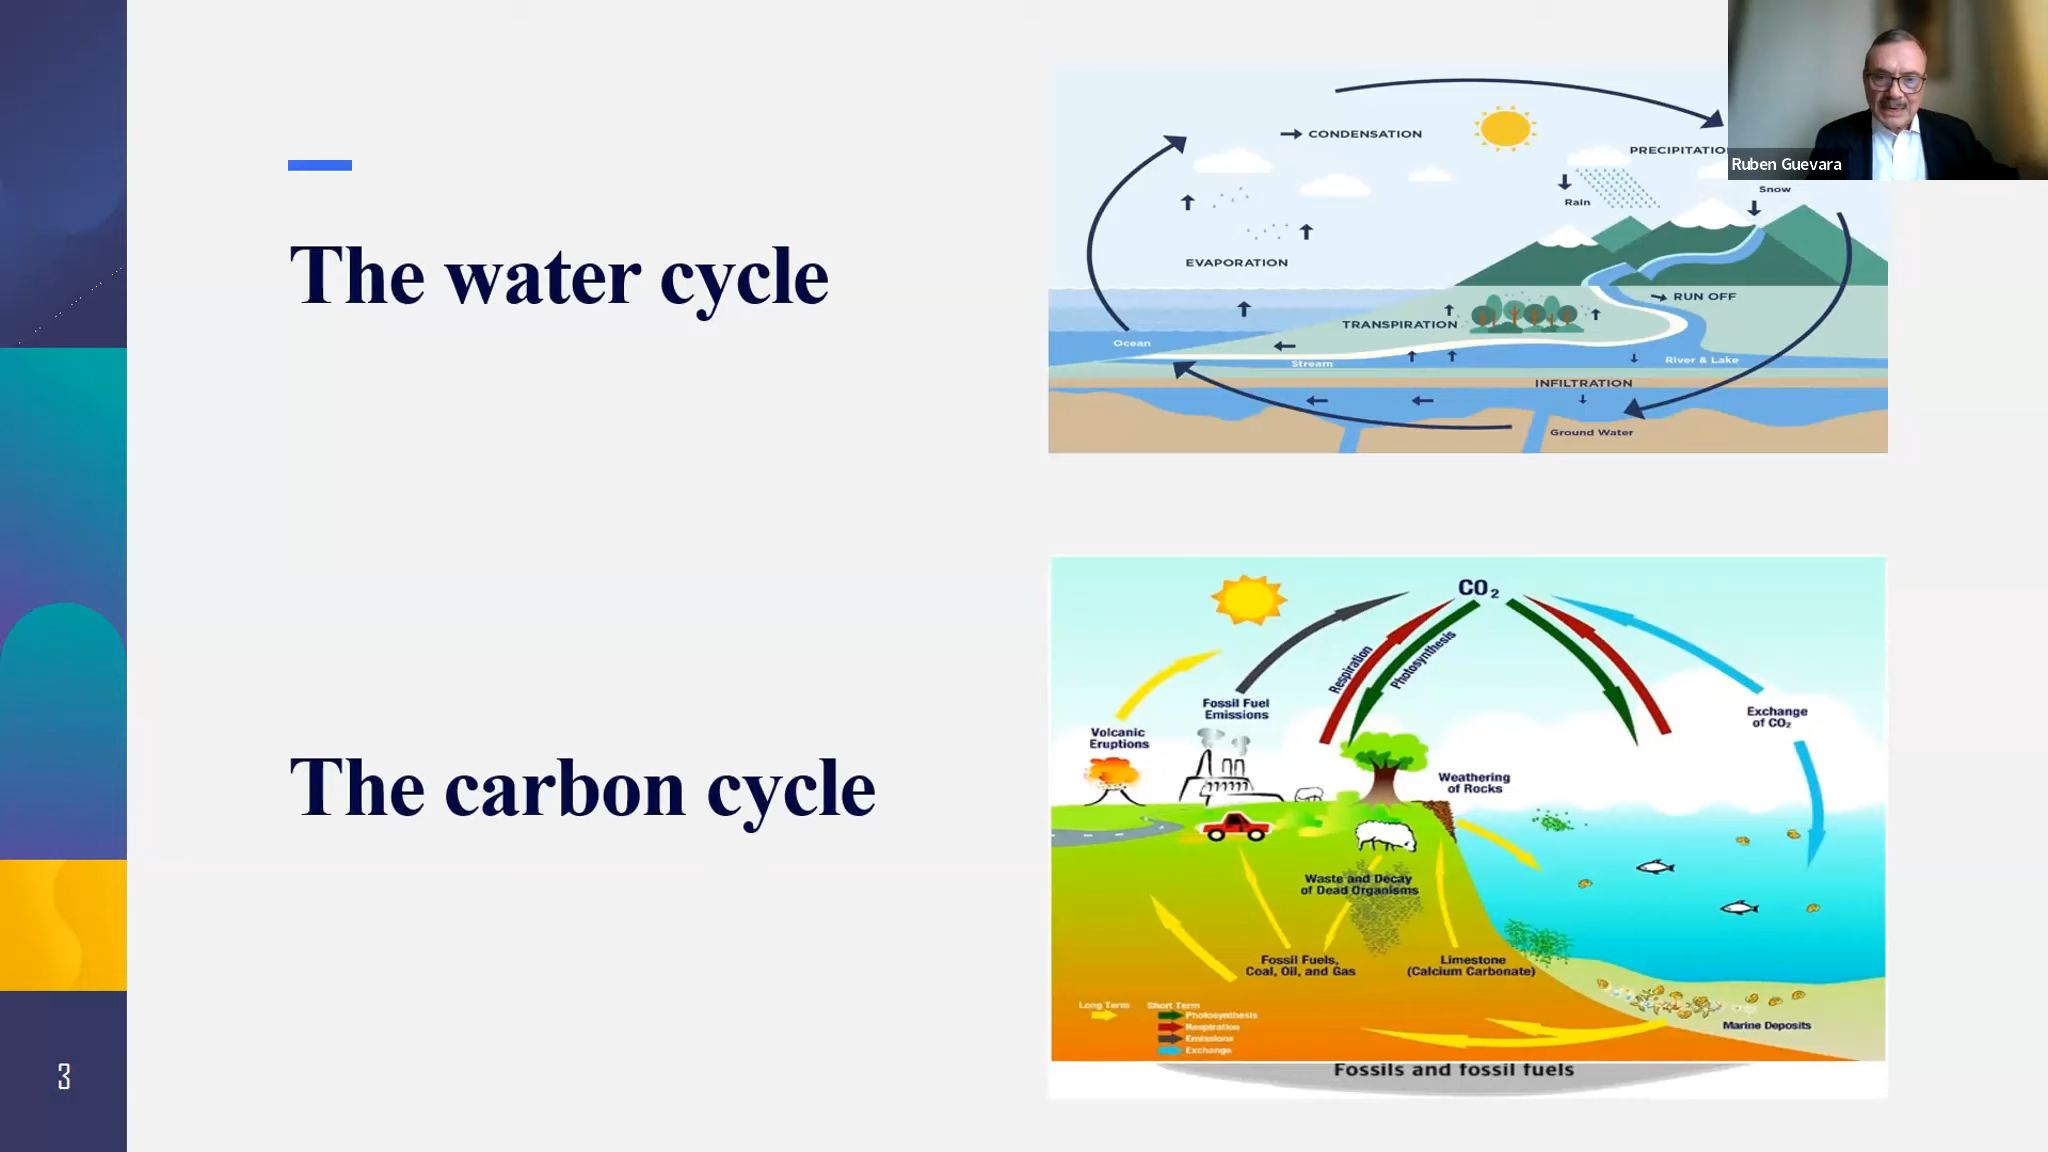 The water cycle
CONDENSATION
PRECIPITATIO
Ruben Guevara
Snow
Rain
EVAPORATION
RUN OFF
TRANSPIRATION
Ocean
Stream
River & Lake
INFILTRATION
Ground Water
The carbon cycle
CO₂
Respiration
Photosynthesis
Fossil Fuel
Emissions
Exchange
of CO₂
Volcanic
Eruptions
Weathering
of Rocks
Waste and Decay
of Dead Organisms
Fossil Fuels,
Coal, Oil, and Gas
Limestone
(Calcium Carbonate)
Long Term
Short Term
Photosynthesis
Respiration
Emissions
Exchange
Marine Deposits
Fossils and fossil fuels
3